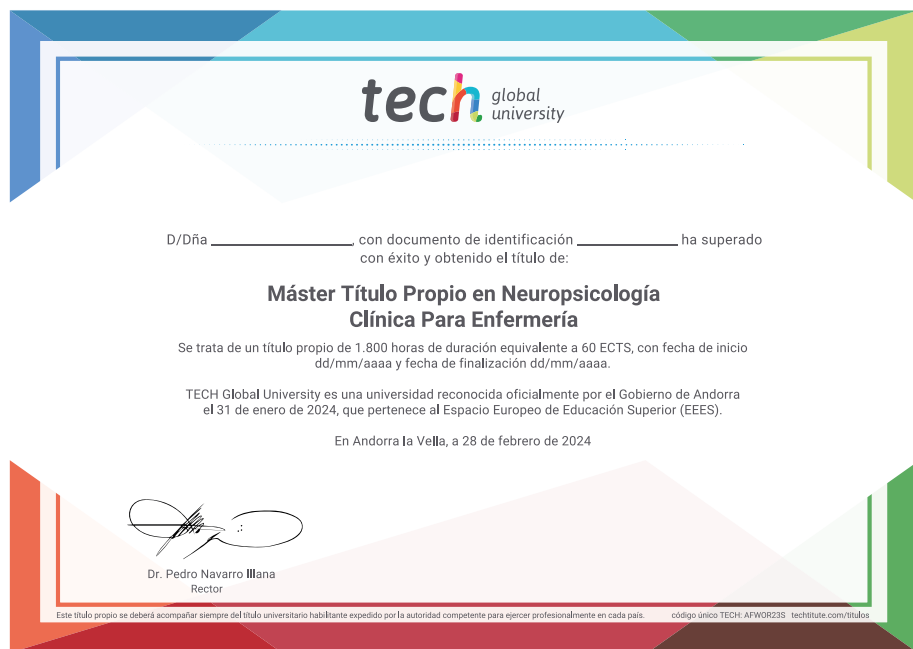 tech global university
D/Dña ______________, con documento de identificación __________ ha superado
con éxito y obtenido el título de:
Máster Título Propio en Neuropsicología
Clínica Para Enfermería
Se trata de un título propio de 1.800 horas de duración equivalente a 60 ECTS, con fecha de inicio
dd/mm/aaaa y fecha de finalización dd/mm/aaaa.
TECH Global University es una universidad reconocida oficialmente por el Gobierno de Andorra
el 31 de enero de 2024, que pertenece al Espacio Europeo de Educación Superior (EEES).
En Andorra la Vella, a 28 de febrero de 2024
Dr. Pedro Navarro Illana
Rector
Este título propio se deberá acompañar siempre del título universitario habilitante expedido por la autoridad competente para ejercer profesionalmente en cada país. código único TECH: AFWOR23S techtitute.com/titulos